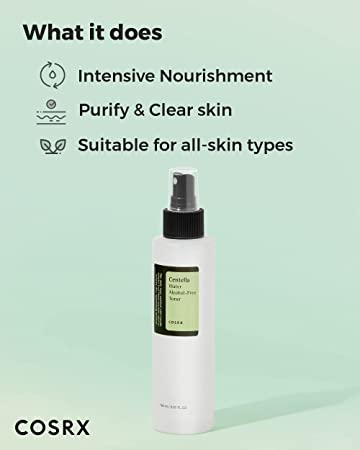 What it does
Intensive Nourishment
Purify & Clear skin
Suitable for all-skin types
Centella
Water
Alcohol-Free
Toner
COSRX
COSRX